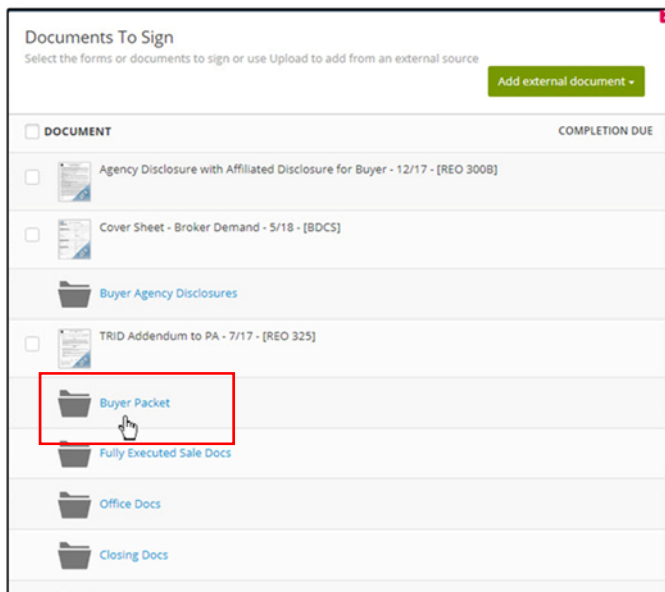 Documents To Sign
Select the forms or documents to sign or use Upload to add from an external source
Add external document
DOCUMENT COMPLETION DUE
Agency Disclosure with Affiliated Disclosure for Buyer - 12/17 - [REO 300B]
Cover Sheet - Broker Demand - 5/18 - [BDCS]
Buyer Agency Disclosures
TRID Addendum to PA - 7/17 - [REO 325]
Buyer Packet
Fully Executed Sale Docs
Office Docs
Closing Docs